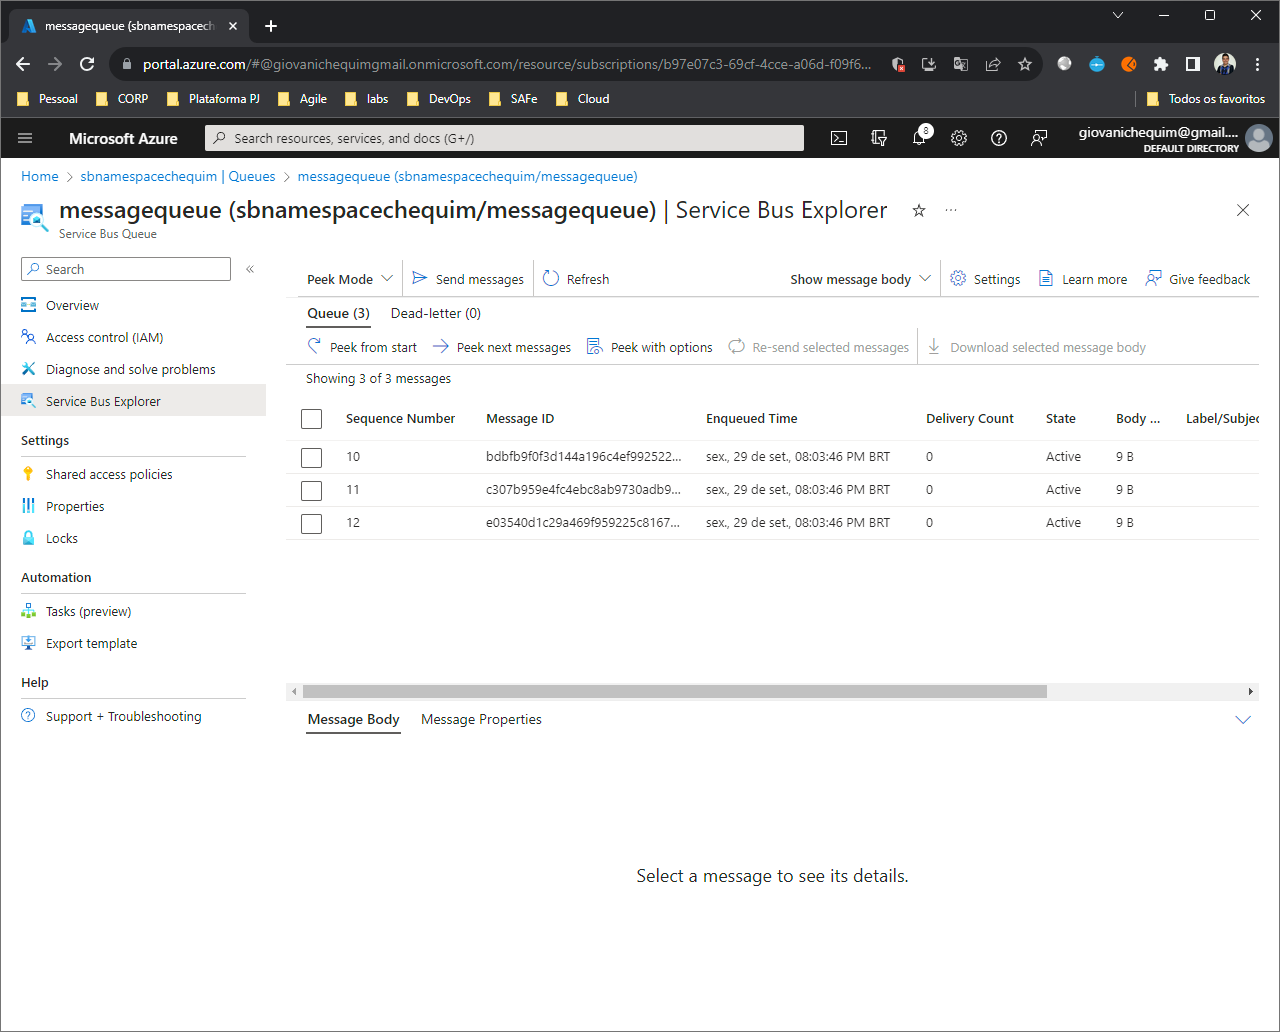 messagequeue (sbnamespacech
portal.azure.com/#@giovanichequimgmail.onmicrosoft.com/resource/subscriptions/b97e07c3-69cf-4cce-a06d-f09f6...
Pessoal CORP Plataforma PJ Agile labs DevOps SAFe Cloud Todos os favoritos
Microsoft Azure Search resources, services, and docs (G+/) 8 giovanichequim@gmail....
DEFAULT DIRECTORY
Home > sbnamespacechequim | Queues > messagequeue (sbnamespacechequim/messagequeue)
messagequeue (sbnamespacechequim/messagequeue) | Service Bus Explorer ...
Service Bus Queue
Search «
Overview
Access control (IAM)
Diagnose and solve problems
Service Bus Explorer
Settings
Shared access policies
Properties
Locks
Automation
Tasks (preview)
Export template
Help
Support + Troubleshooting
Peek Mode Send messages Refresh Show message body Settings Learn more Give feedback
Queue (3) Dead-letter (0)
Peek from start Peek next messages Peek with options Re-send selected messages Download selected message body
Showing 3 of 3 messages
Sequence Number Message ID Enqueued Time Delivery Count State Body ... Label/Subjec
10 bdbfb9f0f3d144a196c4ef992522... sex., 29 de set., 08:03:46 PM BRT 0 Active 9 B
11 c307b959e4fc4ebc8ab9730adb9... sex., 29 de set., 08:03:46 PM BRT 0 Active 9 B
12 e03540d1c29a469f959225c8167... sex., 29 de set., 08:03:46 PM BRT 0 Active 9 B
Message Body Message Properties
Select a message to see its details.